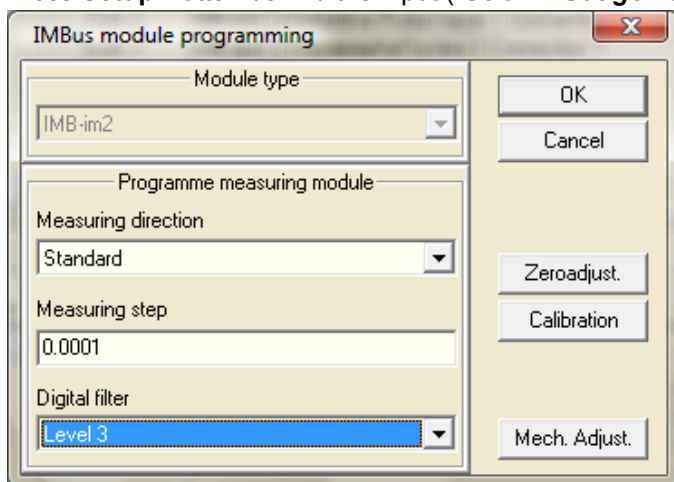 IMBus module programming
Module type
IMB-im2
Programme measuring module
Measuring direction
Standard
Measuring step
0.0001
Digital filter
Level 3
OK
Cancel
Zeroadjust.
Calibration
Mech. Adjust.